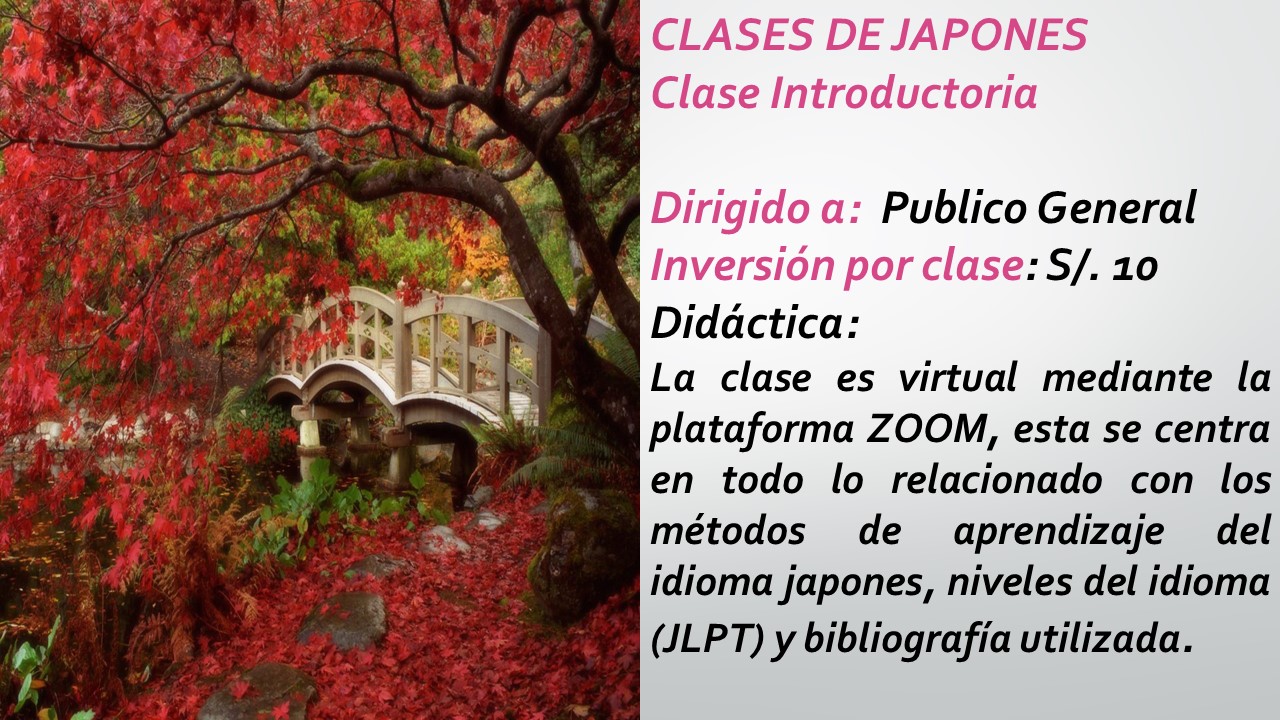 CLASES DE JAPONES
Clase Introductoria
Dirigido a: Publico General
Inversión por clase: S/. 10
Didáctica:
La clase es virtual mediante la
plataforma ZOOM, esta se centra
en todo lo relacionado con los
métodos de aprendizaje del
idioma japones, niveles del idioma
(JLPT) y bibliografía utilizada.